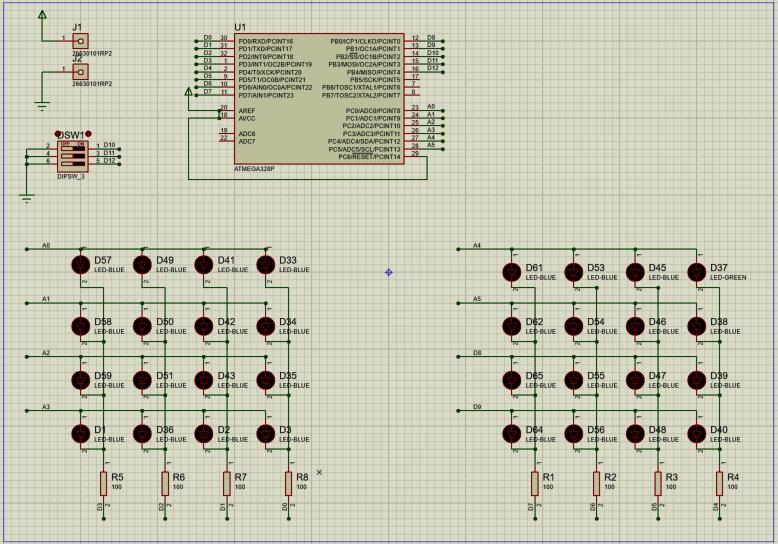 J1
1
26630101RP2
J2
1
26630101RP2
DSW1
OFF ON
2 1 D10
4 3 D11
6 5 D12
DIPSW_3
U1
D0 30 PD0/RXD/PCINT16 PB0/ICP1/CLKO/PCINT0 12 D8
D1 31 PD1/TXD/PCINT17 PB1/OC1A/PCINT1 13 D9
D2 32 PD2/INT0/PCINT18 PB2/SS/OC1B/PCINT2 14 D10
D3 1 PD3/INT1/OC2B/PCINT19 PB3/MOSI/OC2A/PCINT3 15 D11
D4 2 PD4/T0/XCK/PCINT20 PB4/MISO/PCINT4 16 D12
D5 9 PD5/T1/OC0B/PCINT21 PB5/SCK/PCINT5 17
D6 10 PD6/AIN0/OC0A/PCINT22 PB6/TOSC1/XTAL1/PCINT6 7
D7 11 PD7/AIN1/PCINT23 PB7/TOSC2/XTAL2/PCINT7 8
20 AREF PC0/ADC0/PCINT8 23 A0
18 AVCC PC1/ADC1/PCINT9 24 A1
PC2/ADC2/PCINT10 25 A2
19 ADC6 PC3/ADC3/PCINT11 26 A3
22 ADC7 PC4/ADC4/SDA/PCINT12 27 A4
PC5/ADC5/SCL/PCINT13 28 A5
PC6/RESET/PCINT14 29
ATMEGA328P
A0
D57 D49 D41 D33
LED-BLUE LED-BLUE LED-BLUE LED-BLUE
A1
D58 D50 D42 D34
LED-BLUE LED-BLUE LED-BLUE LED-BLUE
A2
D59 D51 D43 D35
LED-BLUE LED-BLUE LED-BLUE LED-BLUE
A3
D1 D36 D2 D3
LED-BLUE LED-BLUE LED-BLUE LED-BLUE
R5 R6 R7 R8
100 100 100 100
D3 D2 D1 D0
A4
D61 D53 D45 D37
LED-BLUE LED-BLUE LED-BLUE LED-GREEN
A5
D62 D54 D46 D38
LED-BLUE LED-BLUE LED-BLUE LED-BLUE
D8
D65 D55 D47 D39
LED-BLUE LED-BLUE LED-BLUE LED-BLUE
D9
D64 D56 D48 D40
LED-BLUE LED-BLUE LED-BLUE LED-BLUE
R1 R2 R3 R4
100 100 100 100
D7 D6 D5 D4